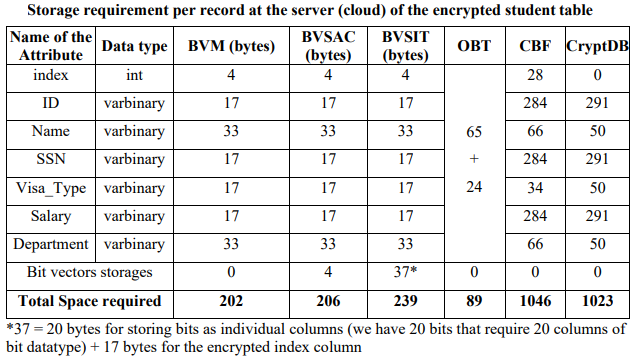 Storage requirement per record at the server (cloud) of the encrypted student table
Name of the Attribute Data type BVM (bytes) BVSAC (bytes) BVSIT (bytes) OBT CBF CryptDB
index int 4 4 4 28 0
ID varbinary 17 17 17 284 291
Name varbinary 33 33 33 65 66 50
SSN varbinary 17 17 17 + 284 291
Visa_Type varbinary 17 17 17 24 34 50
Salary varbinary 17 17 17 284 291
Department varbinary 33 33 33 66 50
Bit vectors storages 0 4 37* 0 0 0
Total Space required 202 206 239 89 1046 1023
*37 = 20 bytes for storing bits as individual columns (we have 20 bits that require 20 columns of
bit datatype) + 17 bytes for the encrypted index column